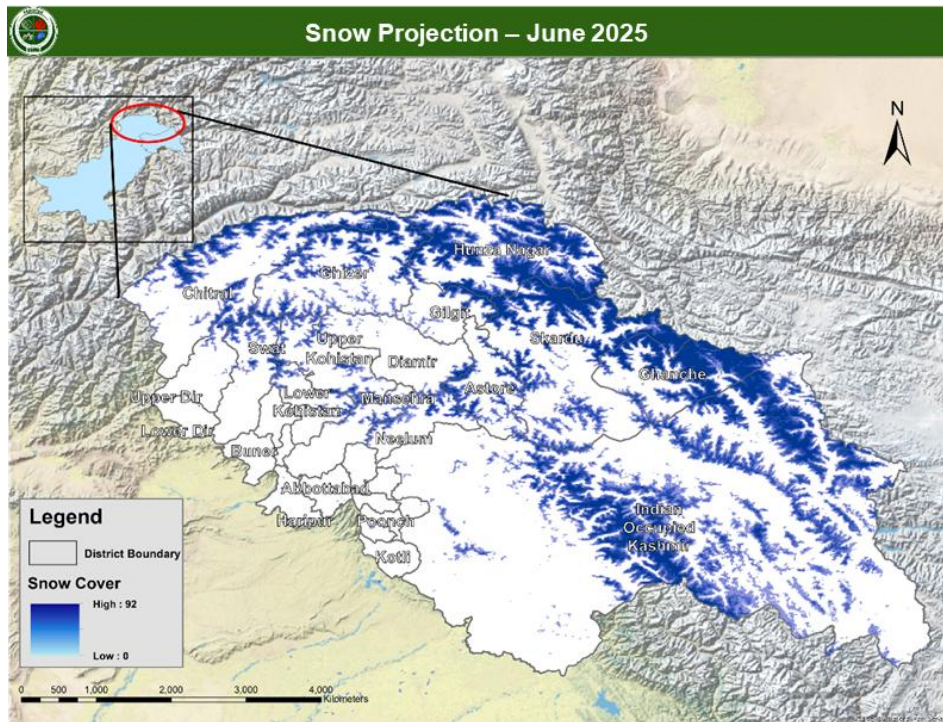 Snow Projection – June 2025
N
Hunza Nagar
Ghizer
Chitral
Gilgit
Skardu
Swat
Upper
Kohistan
Diamir
Ghanche
Astore
Lower
Kohistan
Mansehra
Upper Dir
Lower Dir
Neelum
Buner
Abbottabad
Haripur
Poonch
Kotli
Indian
Occupied
Kashmir
Legend
District Boundary
Snow Cover
High : 92
Low : 0
0 500 1,000 2,000 3,000 4,000
Kilometers